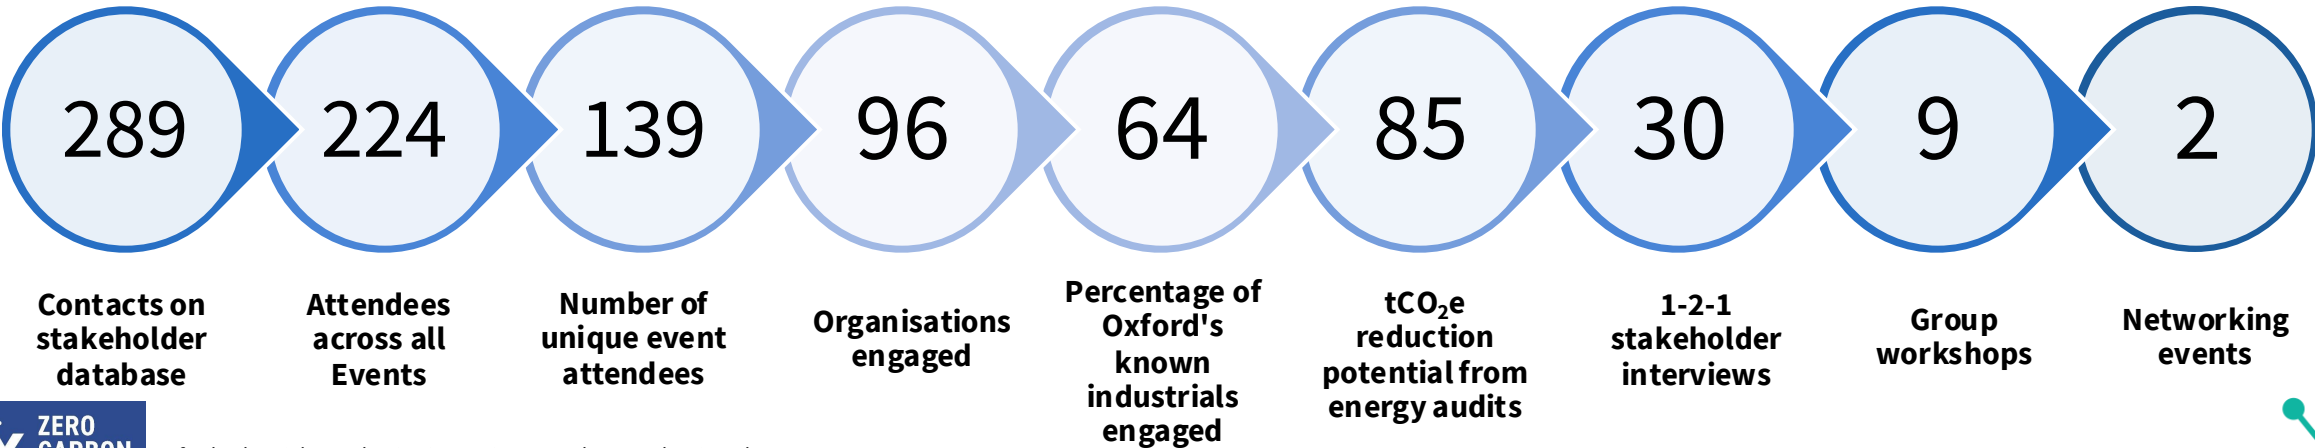 289
224
139
96
64
85
30
9
2
Contacts on
stakeholder
database
Attendees
across all
Events
Number of
unique event
attendees
Organisations
engaged
Percentage of
Oxford's
known
industrials
engaged
tCO₂e
reduction
potential from
energy audits
1-2-1
stakeholder
interviews
Group
workshops
Networking
events
ZERO
CARBON